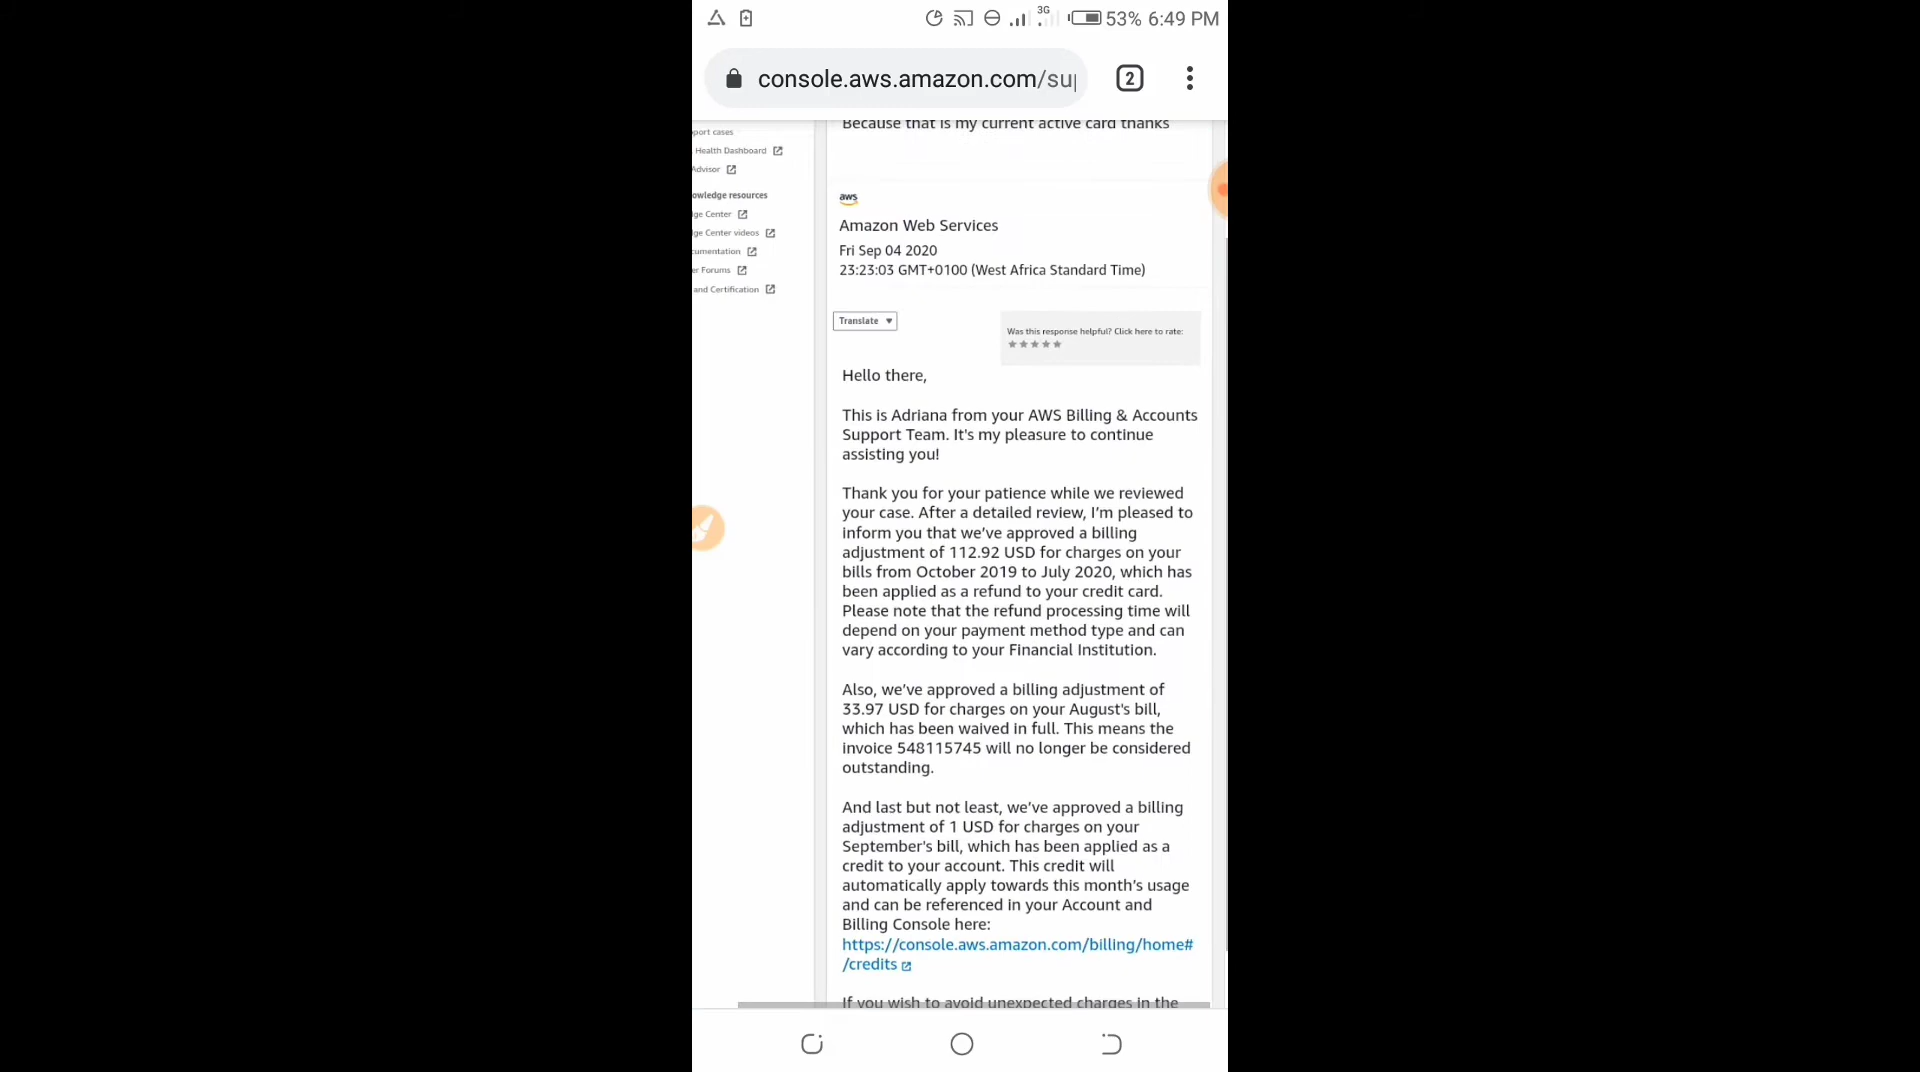 3G
53% 6:49 PM
console.aws.amazon.com/su
2
port cases
Health Dashboard
Advisor
owledge resources
ge Center
ge Center videos
cumentation
er Forums
and Certification
Because that is my current active card thanks
aws
Amazon Web Services
Fri Sep 04 2020
23:23:03 GMT+0100 (West Africa Standard Time)
Translate
Was this response helpful? Click here to rate:
Hello there,
This is Adriana from your AWS Billing & Accounts
Support Team. It's my pleasure to continue
assisting you!
Thank you for your patience while we reviewed
your case. After a detailed review, I’m pleased to
inform you that we’ve approved a billing
adjustment of 112.92 USD for charges on your
bills from October 2019 to July 2020, which has
been applied as a refund to your credit card.
Please note that the refund processing time will
depend on your payment method type and can
vary according to your Financial Institution.
Also, we’ve approved a billing adjustment of
33.97 USD for charges on your August's bill,
which has been waived in full. This means the
invoice 548115745 will no longer be considered
outstanding.
And last but not least, we’ve approved a billing
adjustment of 1 USD for charges on your
September's bill, which has been applied as a
credit to your account. This credit will
automatically apply towards this month’s usage
and can be referenced in your Account and
Billing Console here:
https://console.aws.amazon.com/billing/home#
/credits
If you wish to avoid unexpected charges in the